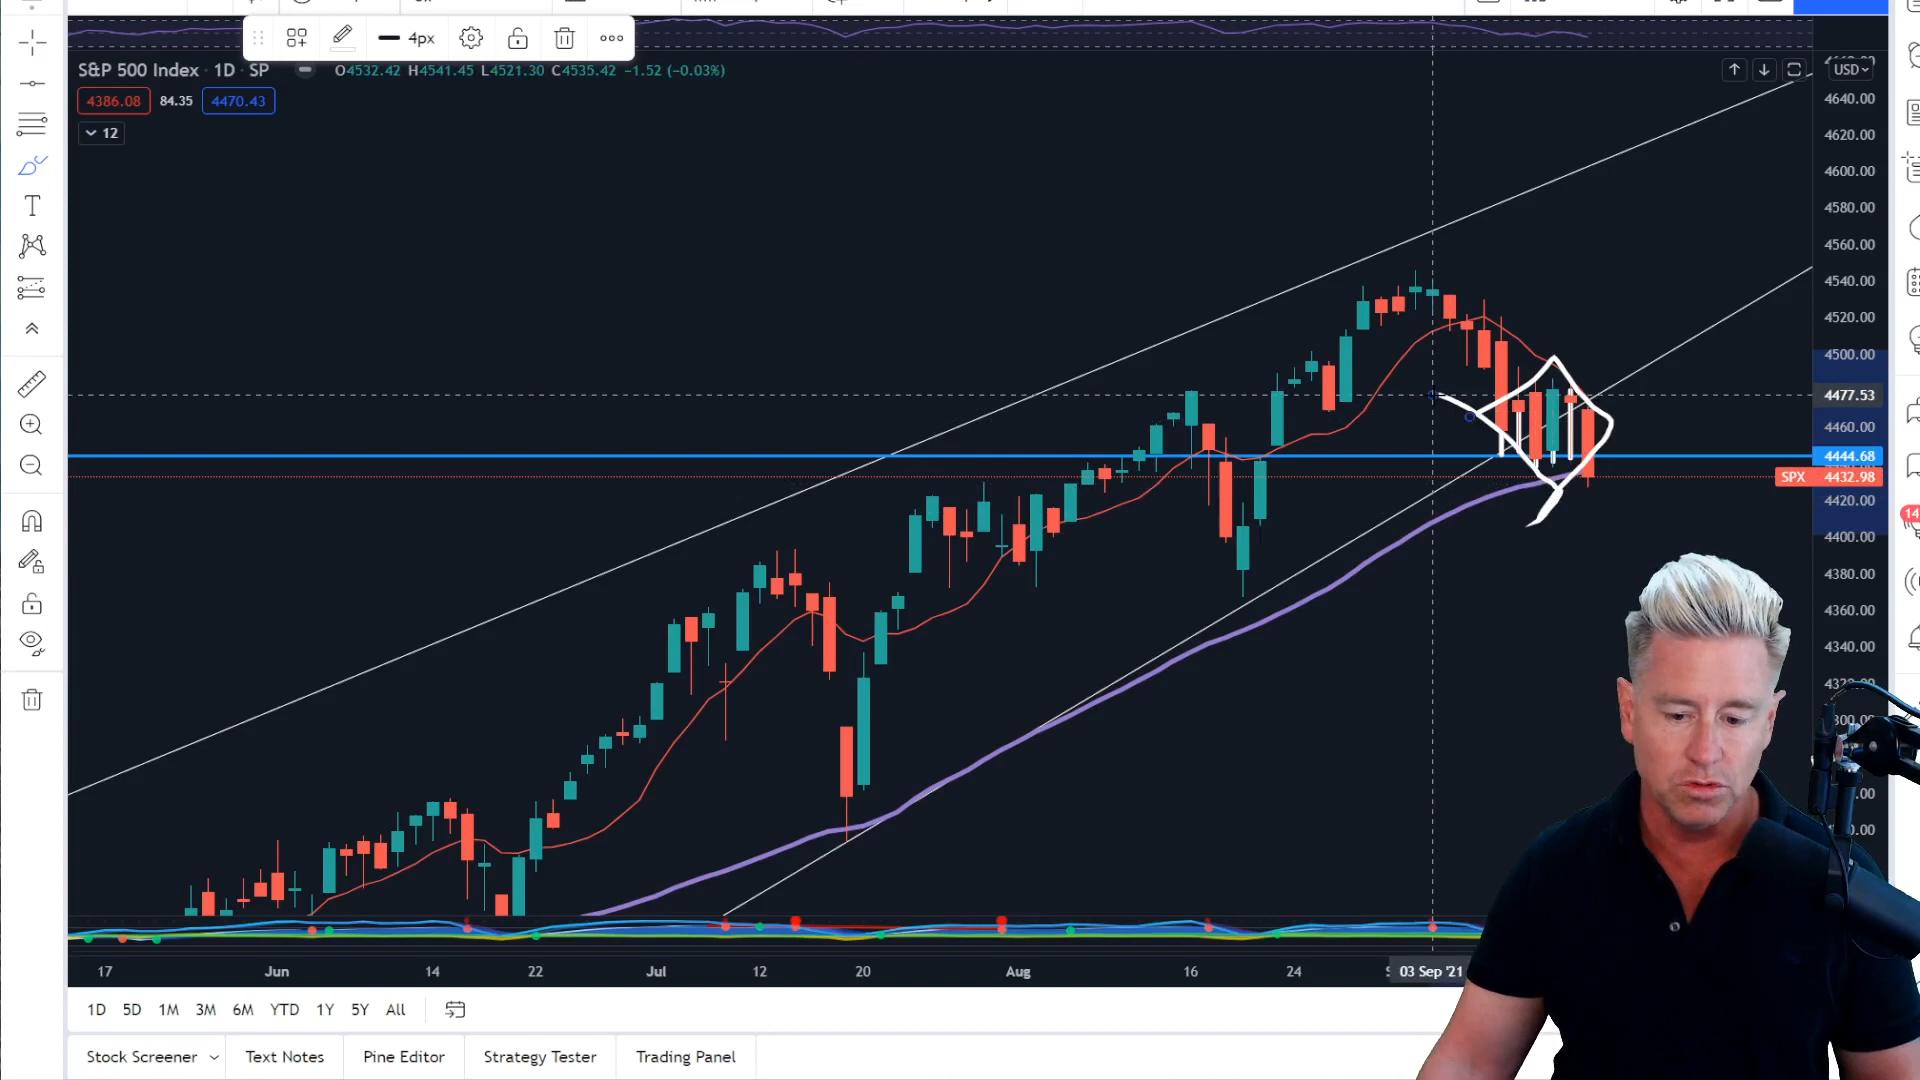 4px
S&P 500 Index · 1D · SP
O4532.42 H4541.45 L4521.30 C4535.42 −1.52 (−0.03%)
USD
4386.08 84.35 4470.43
12
4640.00
4620.00
4600.00
4580.00
4560.00
4540.00
4520.00
4500.00
4477.53
4460.00
4444.68
SPX 4432.98
4420.00
4400.00
4380.00
4360.00
4340.00
14
17 Jun 14 22 Jul 12 20 Aug 16 24 03 Sep '21
1D 5D 1M 3M 6M YTD 1Y 5Y All
Stock Screener Text Notes Pine Editor Strategy Tester Trading Panel